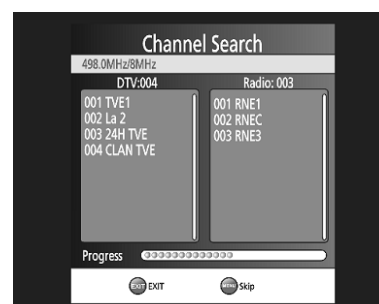 Channel Search
498.0MHz/8MHz
DTV:004
Radio: 003
001 TVE1
002 La 2
003 24H TVE
004 CLAN TVE
001 RNE1
002 RNEC
003 RNE3
Progress
EXIT EXIT
MENU Skip